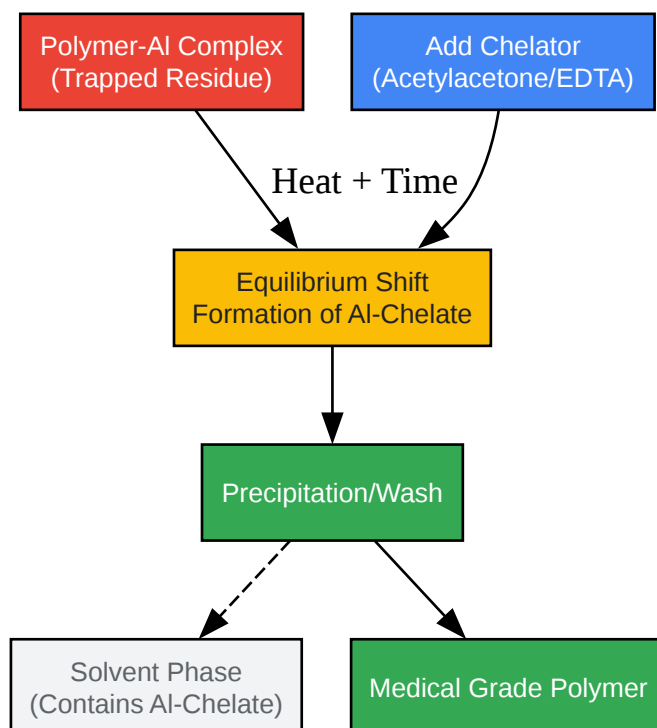 Polymer-Al Complex
(Trapped Residue)
Add Chelator
(Acetylacetone/EDTA)
Heat + Time
Equilibrium Shift
Formation of Al-Chelate
Precipitation/Wash
Solvent Phase
(Contains Al-Chelate)
Medical Grade Polymer